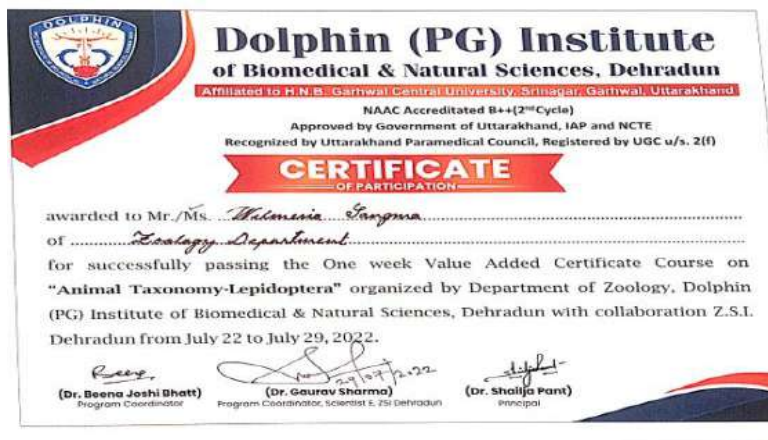 DOLPHIN
Dolphin (PG) Institute
of Biomedical & Natural Sciences, Dehradun
Affiliated to H.N.B. Garhwal Central University, Srinagar, Garhwal, Uttarakhand
NAAC Accreditated B++(2ⁿᵈCycle)
Approved by Government of Uttarakhand, IAP and NCTE
Recognized by Uttarakhand Paramedical Council, Registered by UGC u/s. 2(f)
CERTIFICATE
OF PARTICIPATION
awarded to Mr./Ms. Wilmeria Sangma
of Zoology Department
for successfully passing the One week Value Added Certificate Course on
"Animal Taxonomy-Lepidoptera" organized by Department of Zoology, Dolphin
(PG) Institute of Biomedical & Natural Sciences, Dehradun with collaboration Z.S.I.
Dehradun from July 22 to July 29, 2022.
29/07/2022
(Dr. Beena Joshi Bhatt) (Dr. Gaurav Sharma) (Dr. Shailja Pant)
Program Coordinator Program Coordinator, Scientist E, ZSI Dehradun Principal